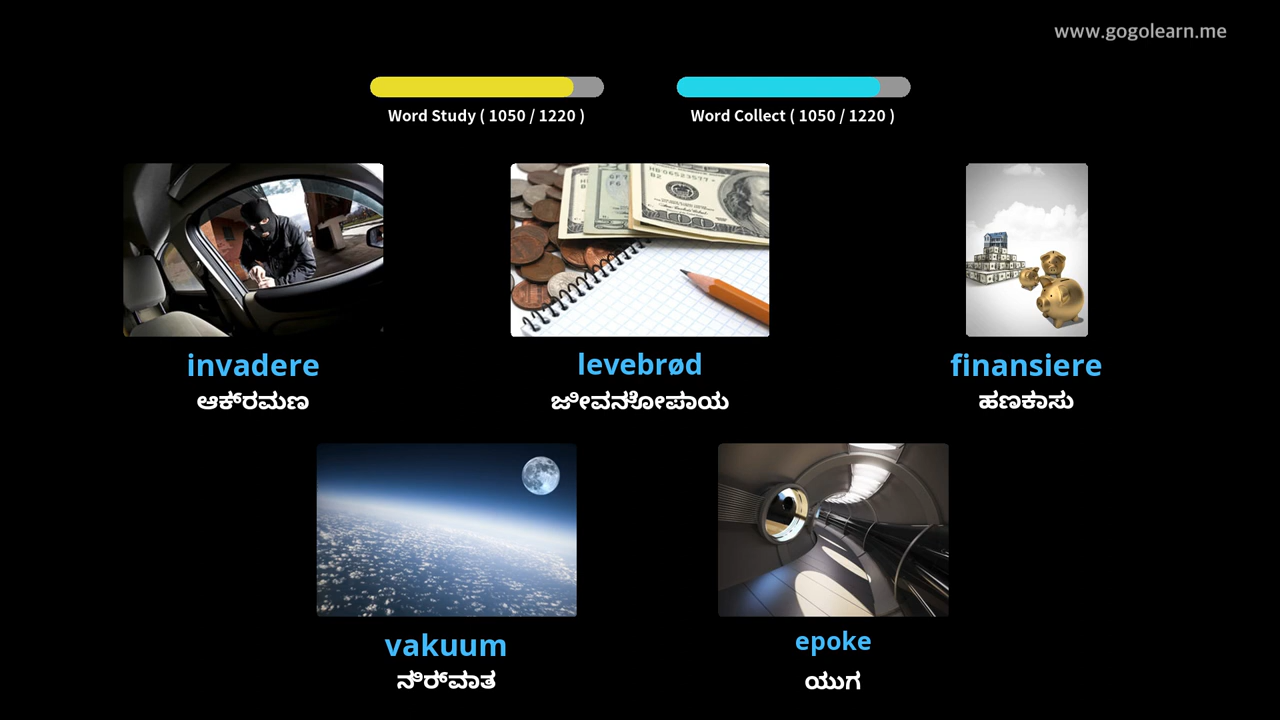 www.gogolearn.me
Word Study ( 1050 / 1220 )
Word Collect ( 1050 / 1220 )
invadere
ಆಕ್ರಮಣ
levebrød
ಜೀವನೋಪಾಯ
finansiere
ಹಣಕಾಸು
vakuum
ನಿರ್ವಾತ
epoke
ಯುಗ